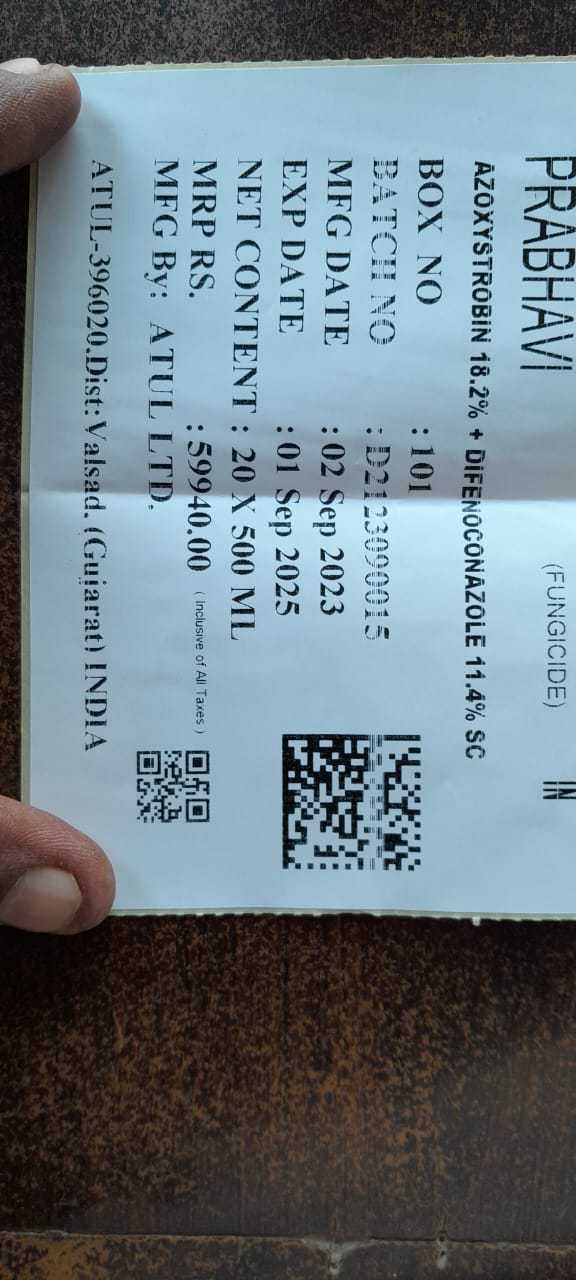 PRABHAVI
(FUNGICIDE) IN
AZOXYSTROBIN 18.2% + DIFENOCONAZOLE 11.4% SC
BOX NO : 101
BATCH NO : D2123090015
MFG DATE : 02 Sep 2023
EXP DATE : 01 Sep 2025
NET CONTENT : 20 X 500 ML
MRP RS. : 59940.00 ( Inclusive of All Taxes )
MFG By: ATUL LTD.
ATUL-396020.Dist: Valsad. (Gujarat) INDIA